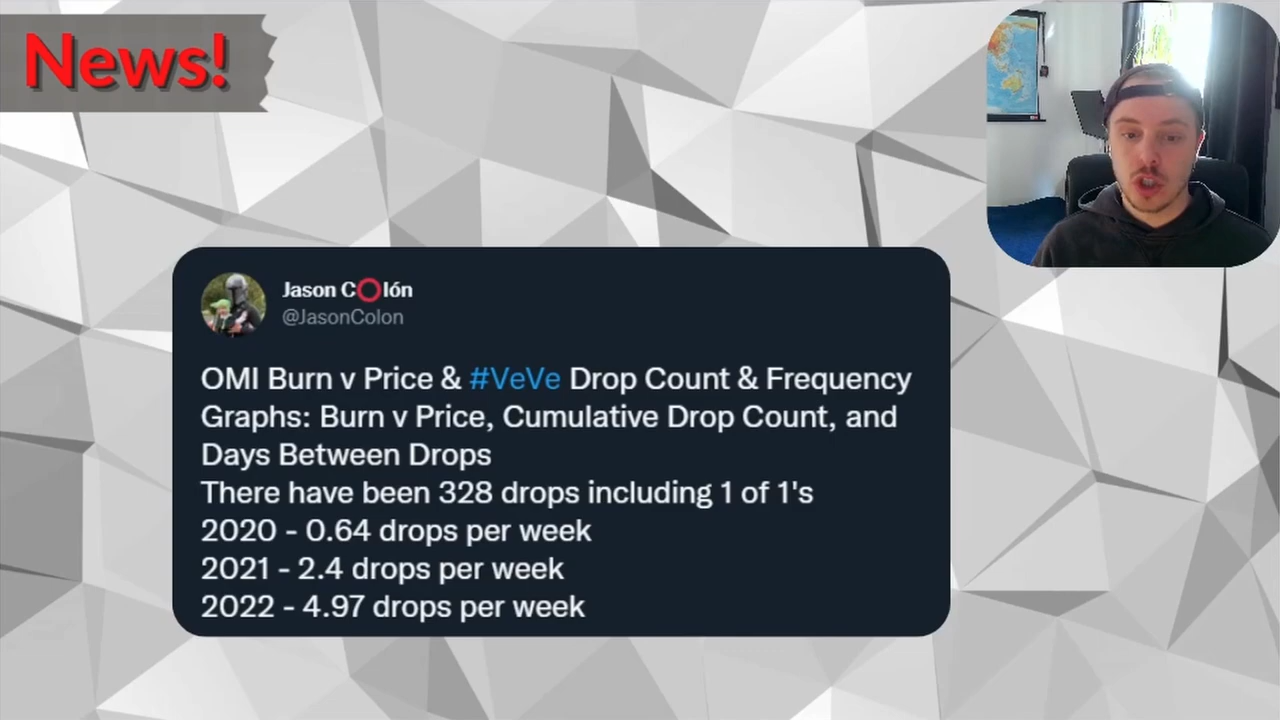 News!
Jason C⭕lón
@JasonColon
OMI Burn v Price & #VeVe Drop Count & Frequency
Graphs: Burn v Price, Cumulative Drop Count, and
Days Between Drops
There have been 328 drops including 1 of 1's
2020 - 0.64 drops per week
2021 - 2.4 drops per week
2022 - 4.97 drops per week